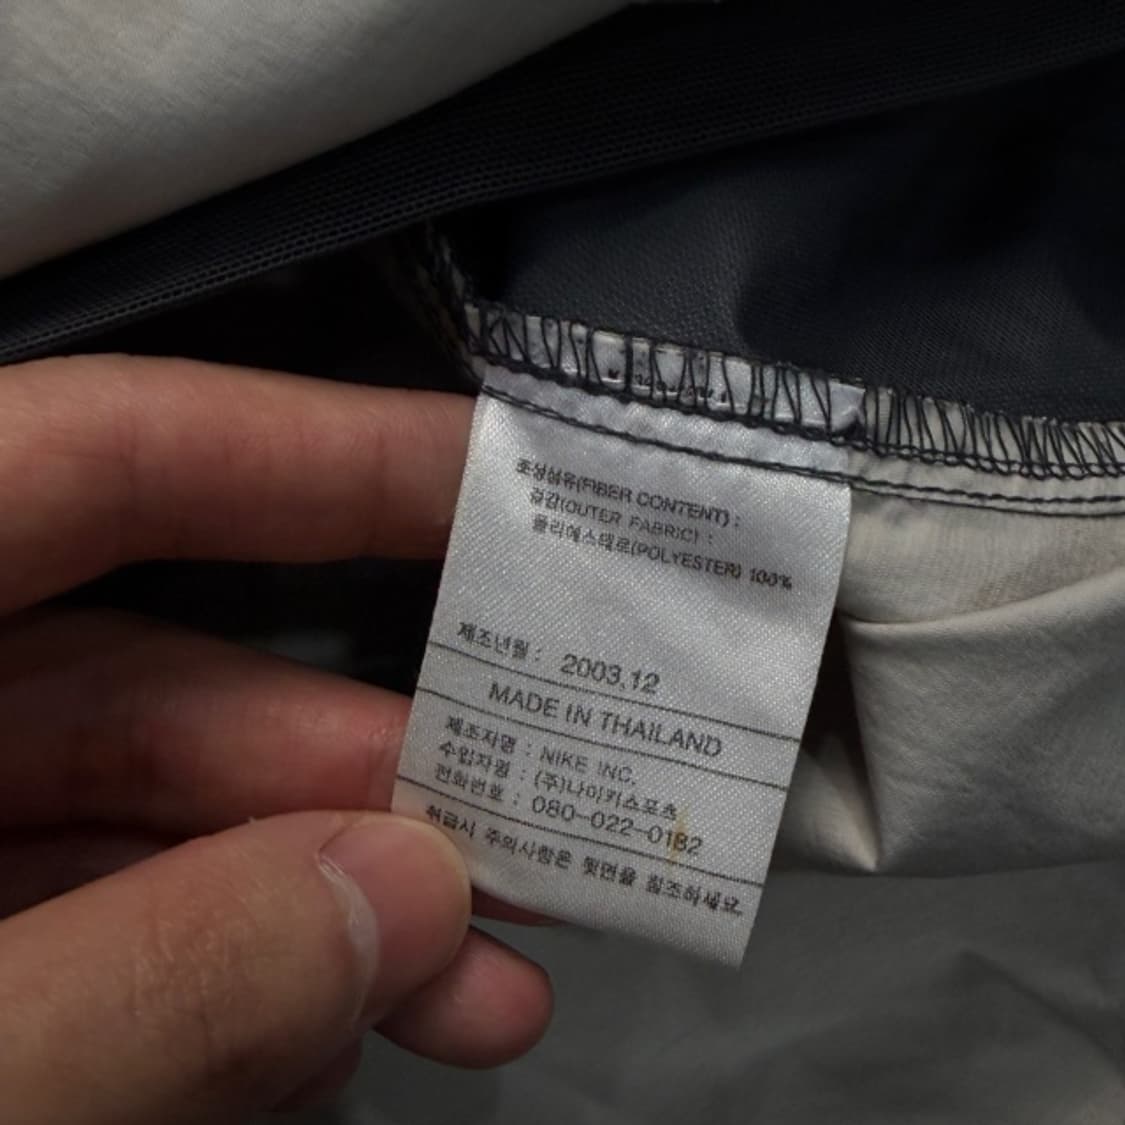 조성섬유(FIBER CONTENT) :
겉감(OUTER FABRIC) :
폴리에스테르(POLYESTER) 100%
제조년월 : 2003.12
MADE IN THAILAND
제조자명 : NIKE INC.
수입자명 : (주)나이키스포츠
전화번호 : 080-022-0182
취급시 주의사항은 뒷면을 참조하세요.